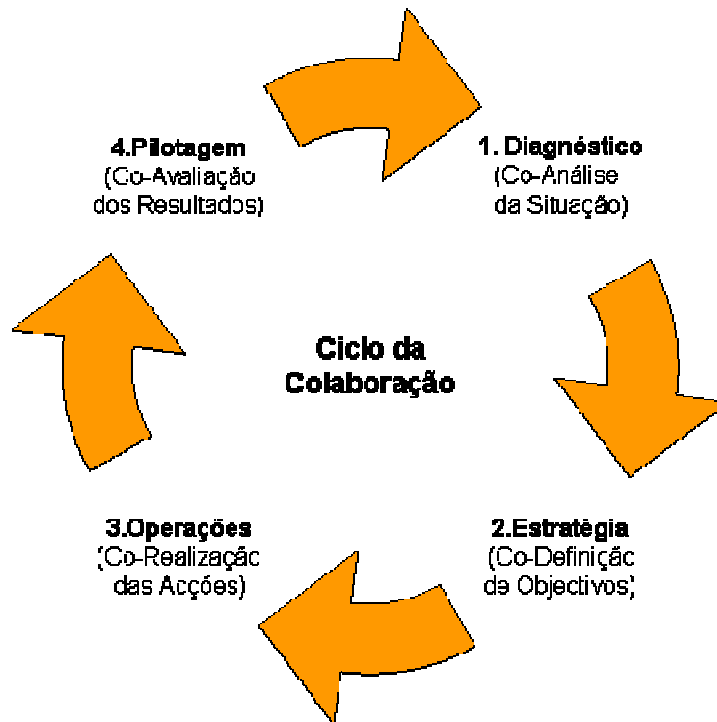 4.Pilotagem
(Co-Avaliação
dos Resultados)
1. Diagnóstico
(Co-Análise
da Situação)
Ciclo da
Colaboração
3.Operações
(Co-Realização
das Acções)
2.Estratégia
(Co-Definição
de Objectivos)